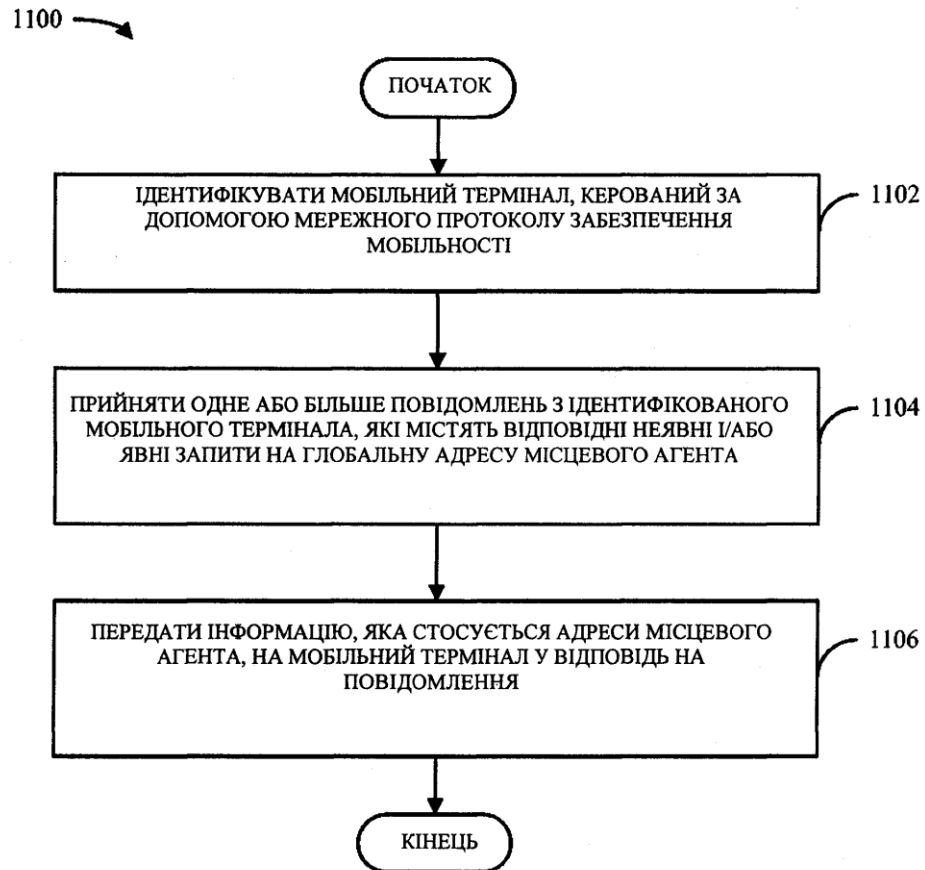 1100
ПОЧАТОК
ІДЕНТИФІКУВАТИ МОБІЛЬНИЙ ТЕРМІНАЛ, КЕРОВАНИЙ ЗА
ДОПОМОГОЮ МЕРЕЖНОГО ПРОТОКОЛУ ЗАБЕЗПЕЧЕННЯ
МОБІЛЬНОСТІ
1102
ПРИЙНЯТИ ОДНЕ АБО БІЛЬШЕ ПОВІДОМЛЕНЬ З ІДЕНТИФІКОВАНОГО
МОБІЛЬНОГО ТЕРМІНАЛА, ЯКІ МІСТЯТЬ ВІДПОВІДНІ НЕЯВНІ І/АБО
ЯВНІ ЗАПИТИ НА ГЛОБАЛЬНУ АДРЕСУ МІСЦЕВОГО АГЕНТА
1104
ПЕРЕДАТИ ІНФОРМАЦІЮ, ЯКА СТОСУЄТЬСЯ АДРЕСИ МІСЦЕВОГО
АГЕНТА, НА МОБІЛЬНИЙ ТЕРМІНАЛ У ВІДПОВІДЬ НА
ПОВІДОМЛЕННЯ
1106
КІНЕЦЬ